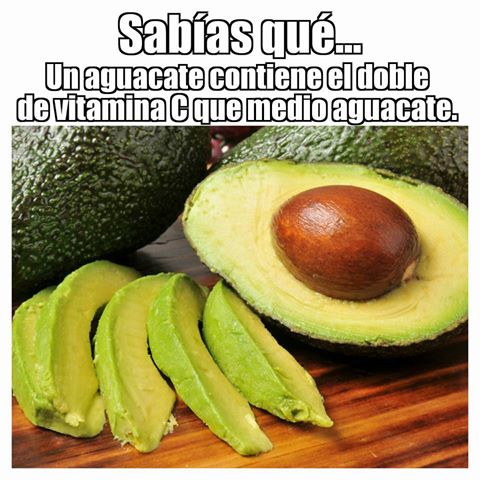 Sabías qué...
Un aguacate contiene el doble
de vitamina C que medio aguacate.